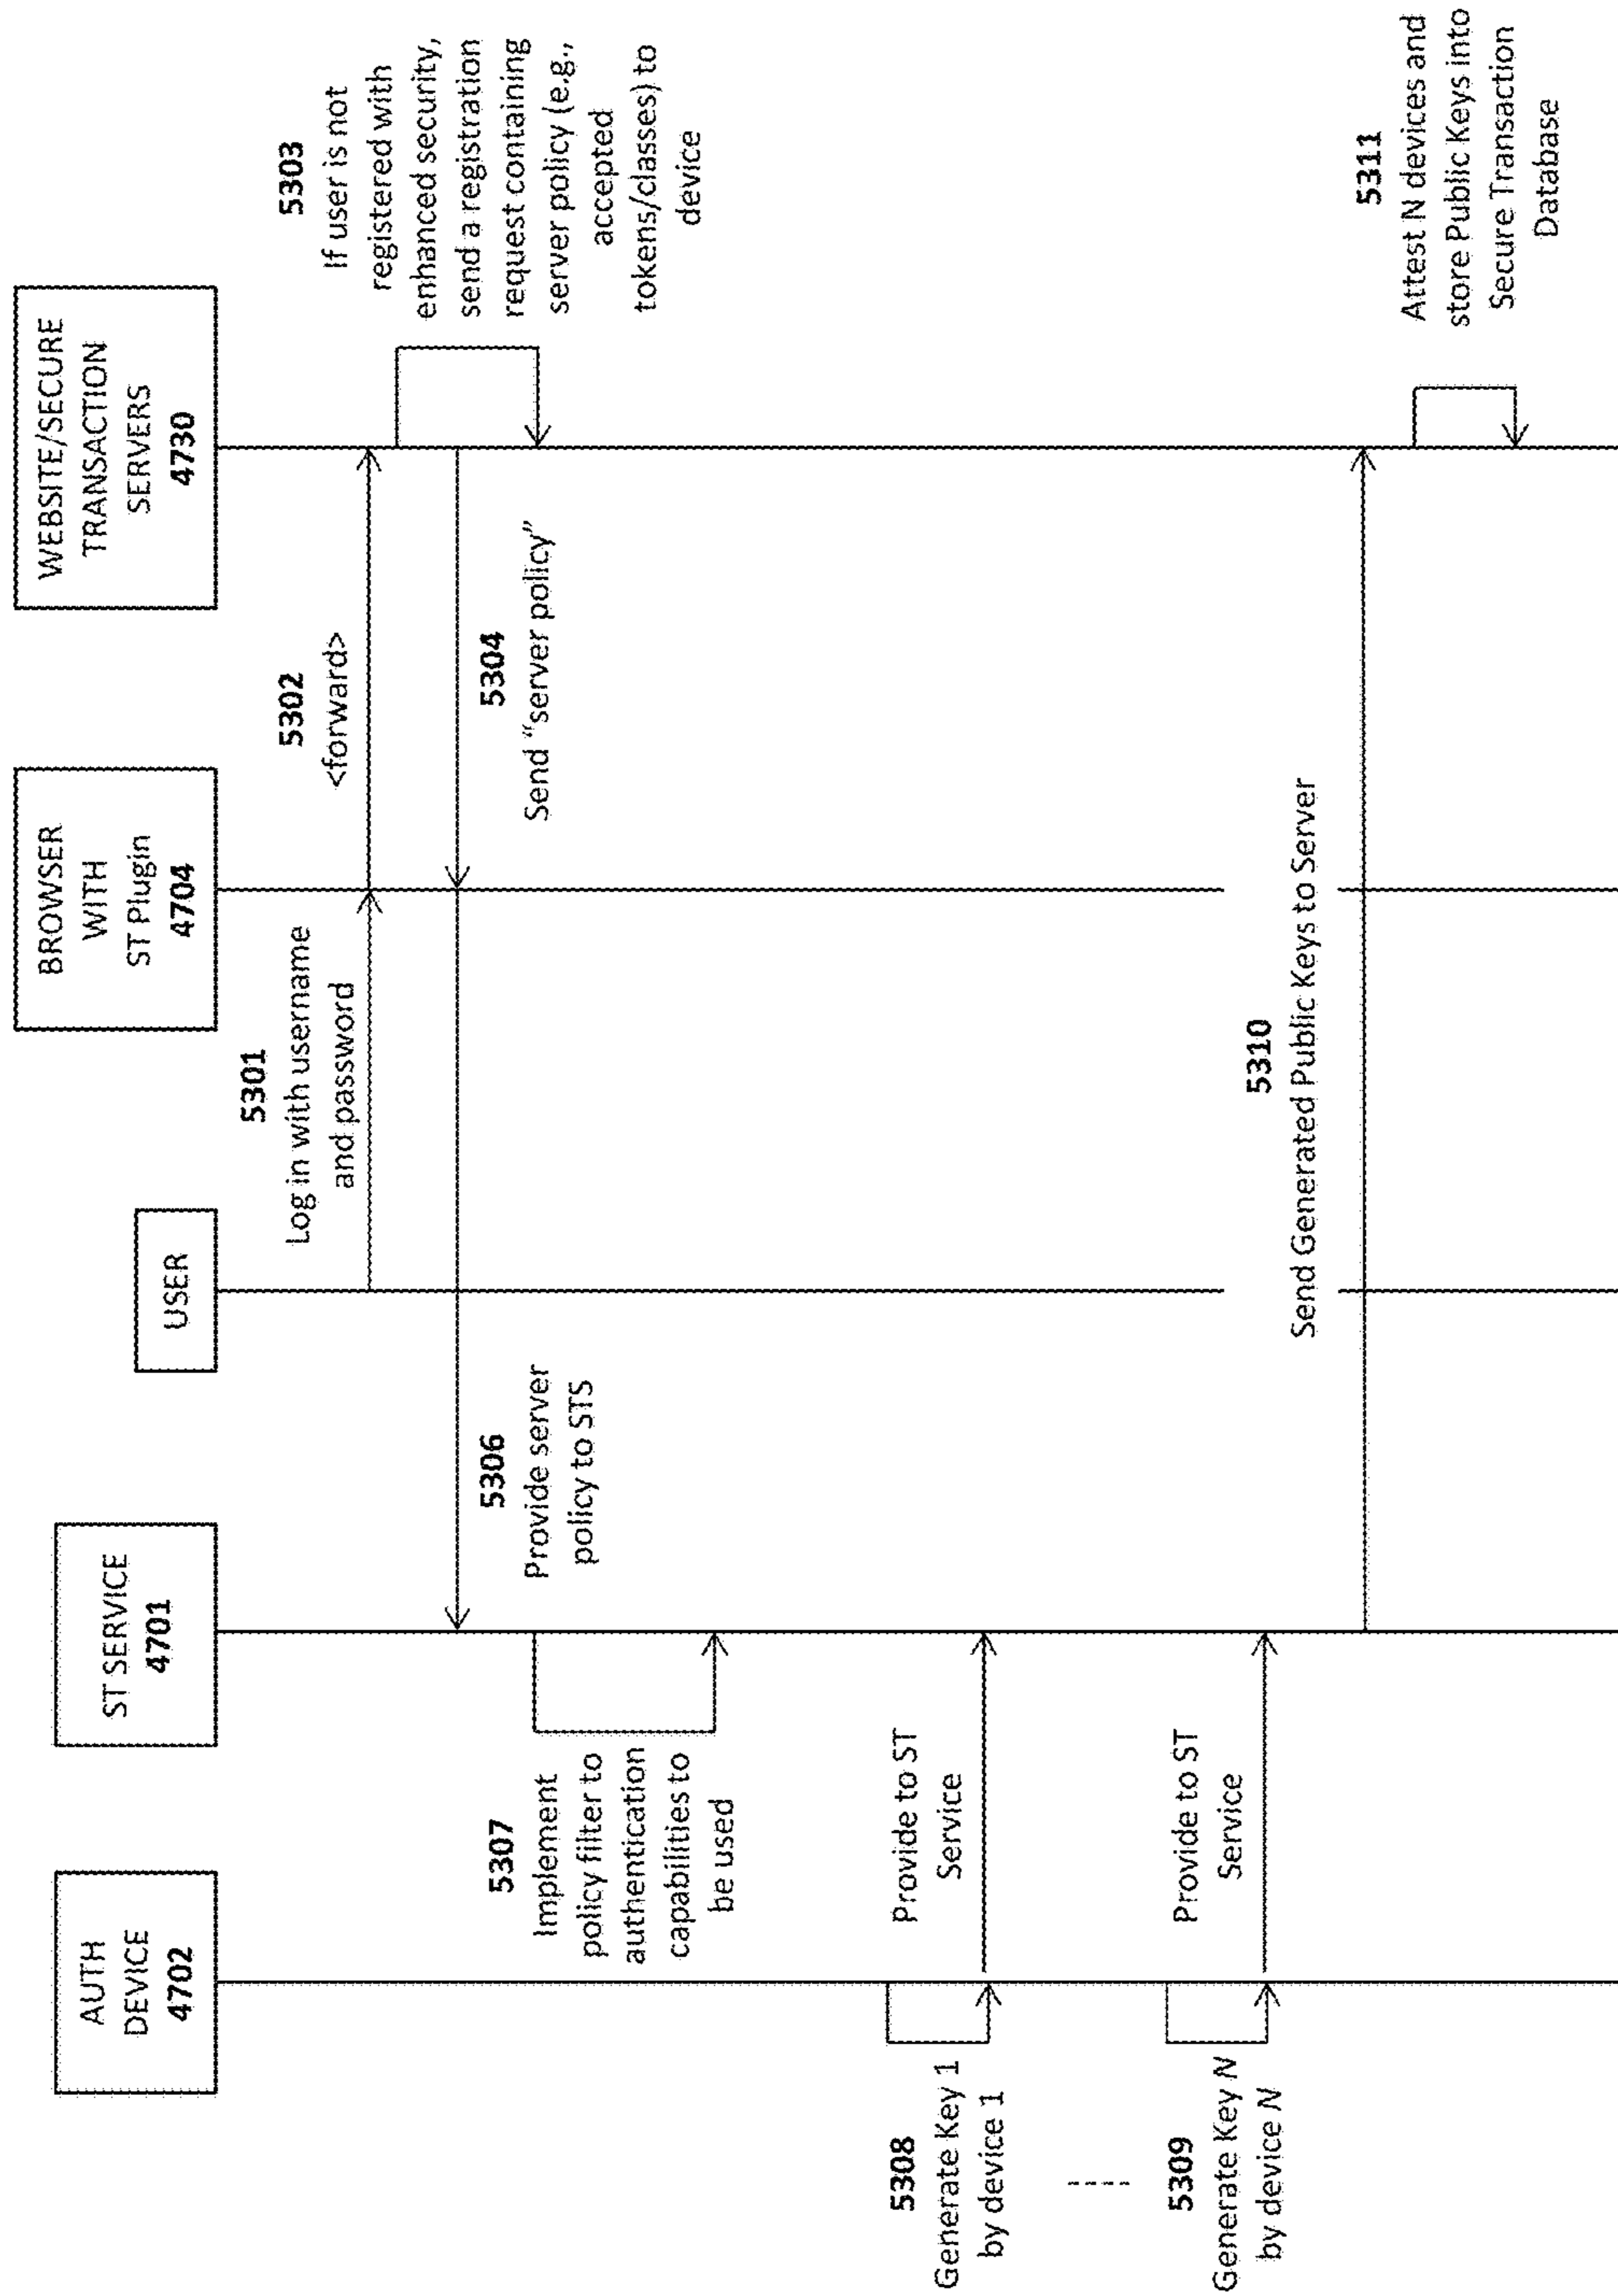 AUTH
DEVICE
4702
ST SERVICE
4701
USER
BROWSER
WITH
ST Plugin
4704
WEBSITE/SECURE
TRANSACTION
SERVERS
4730
5301
Log in with username
and password
5302
<forward>
5303
If user is not
registered with
enhanced security,
send a registration
request containing
server policy (e.g.,
accepted
tokens/classes) to
device
5304
Send “server policy”
5306
Provide server
policy to STS
5307
Implement
policy filter to
authentication
capabilities to
be used
5308
Generate Key 1
by device 1
Provide to ST
Service
5309
Generate Key N
by device N
Provide to ST
Service
5310
Send Generated Public Keys to Server
5311
Attest N devices and
store Public Keys into
Secure Transaction
Database